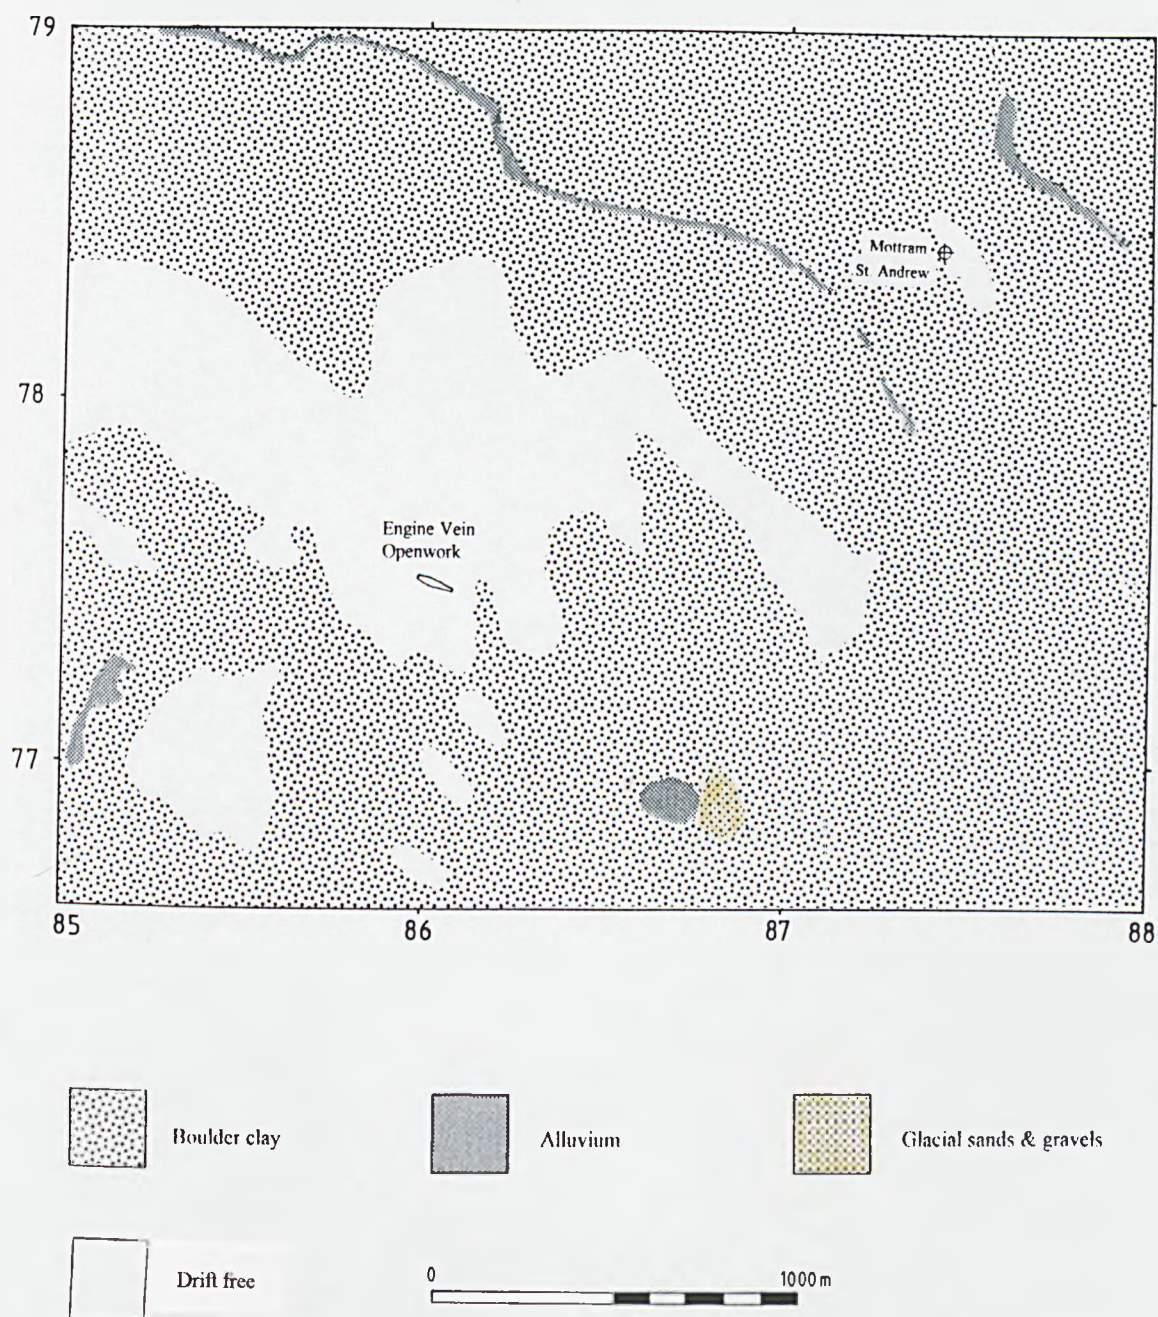 79
Mottram
St. Andrew
78
Engine Vein
Openwork
77
85
86
87
88
Boulder clay
Alluvium
Glacial sands & gravels
Drift free
0
1000m